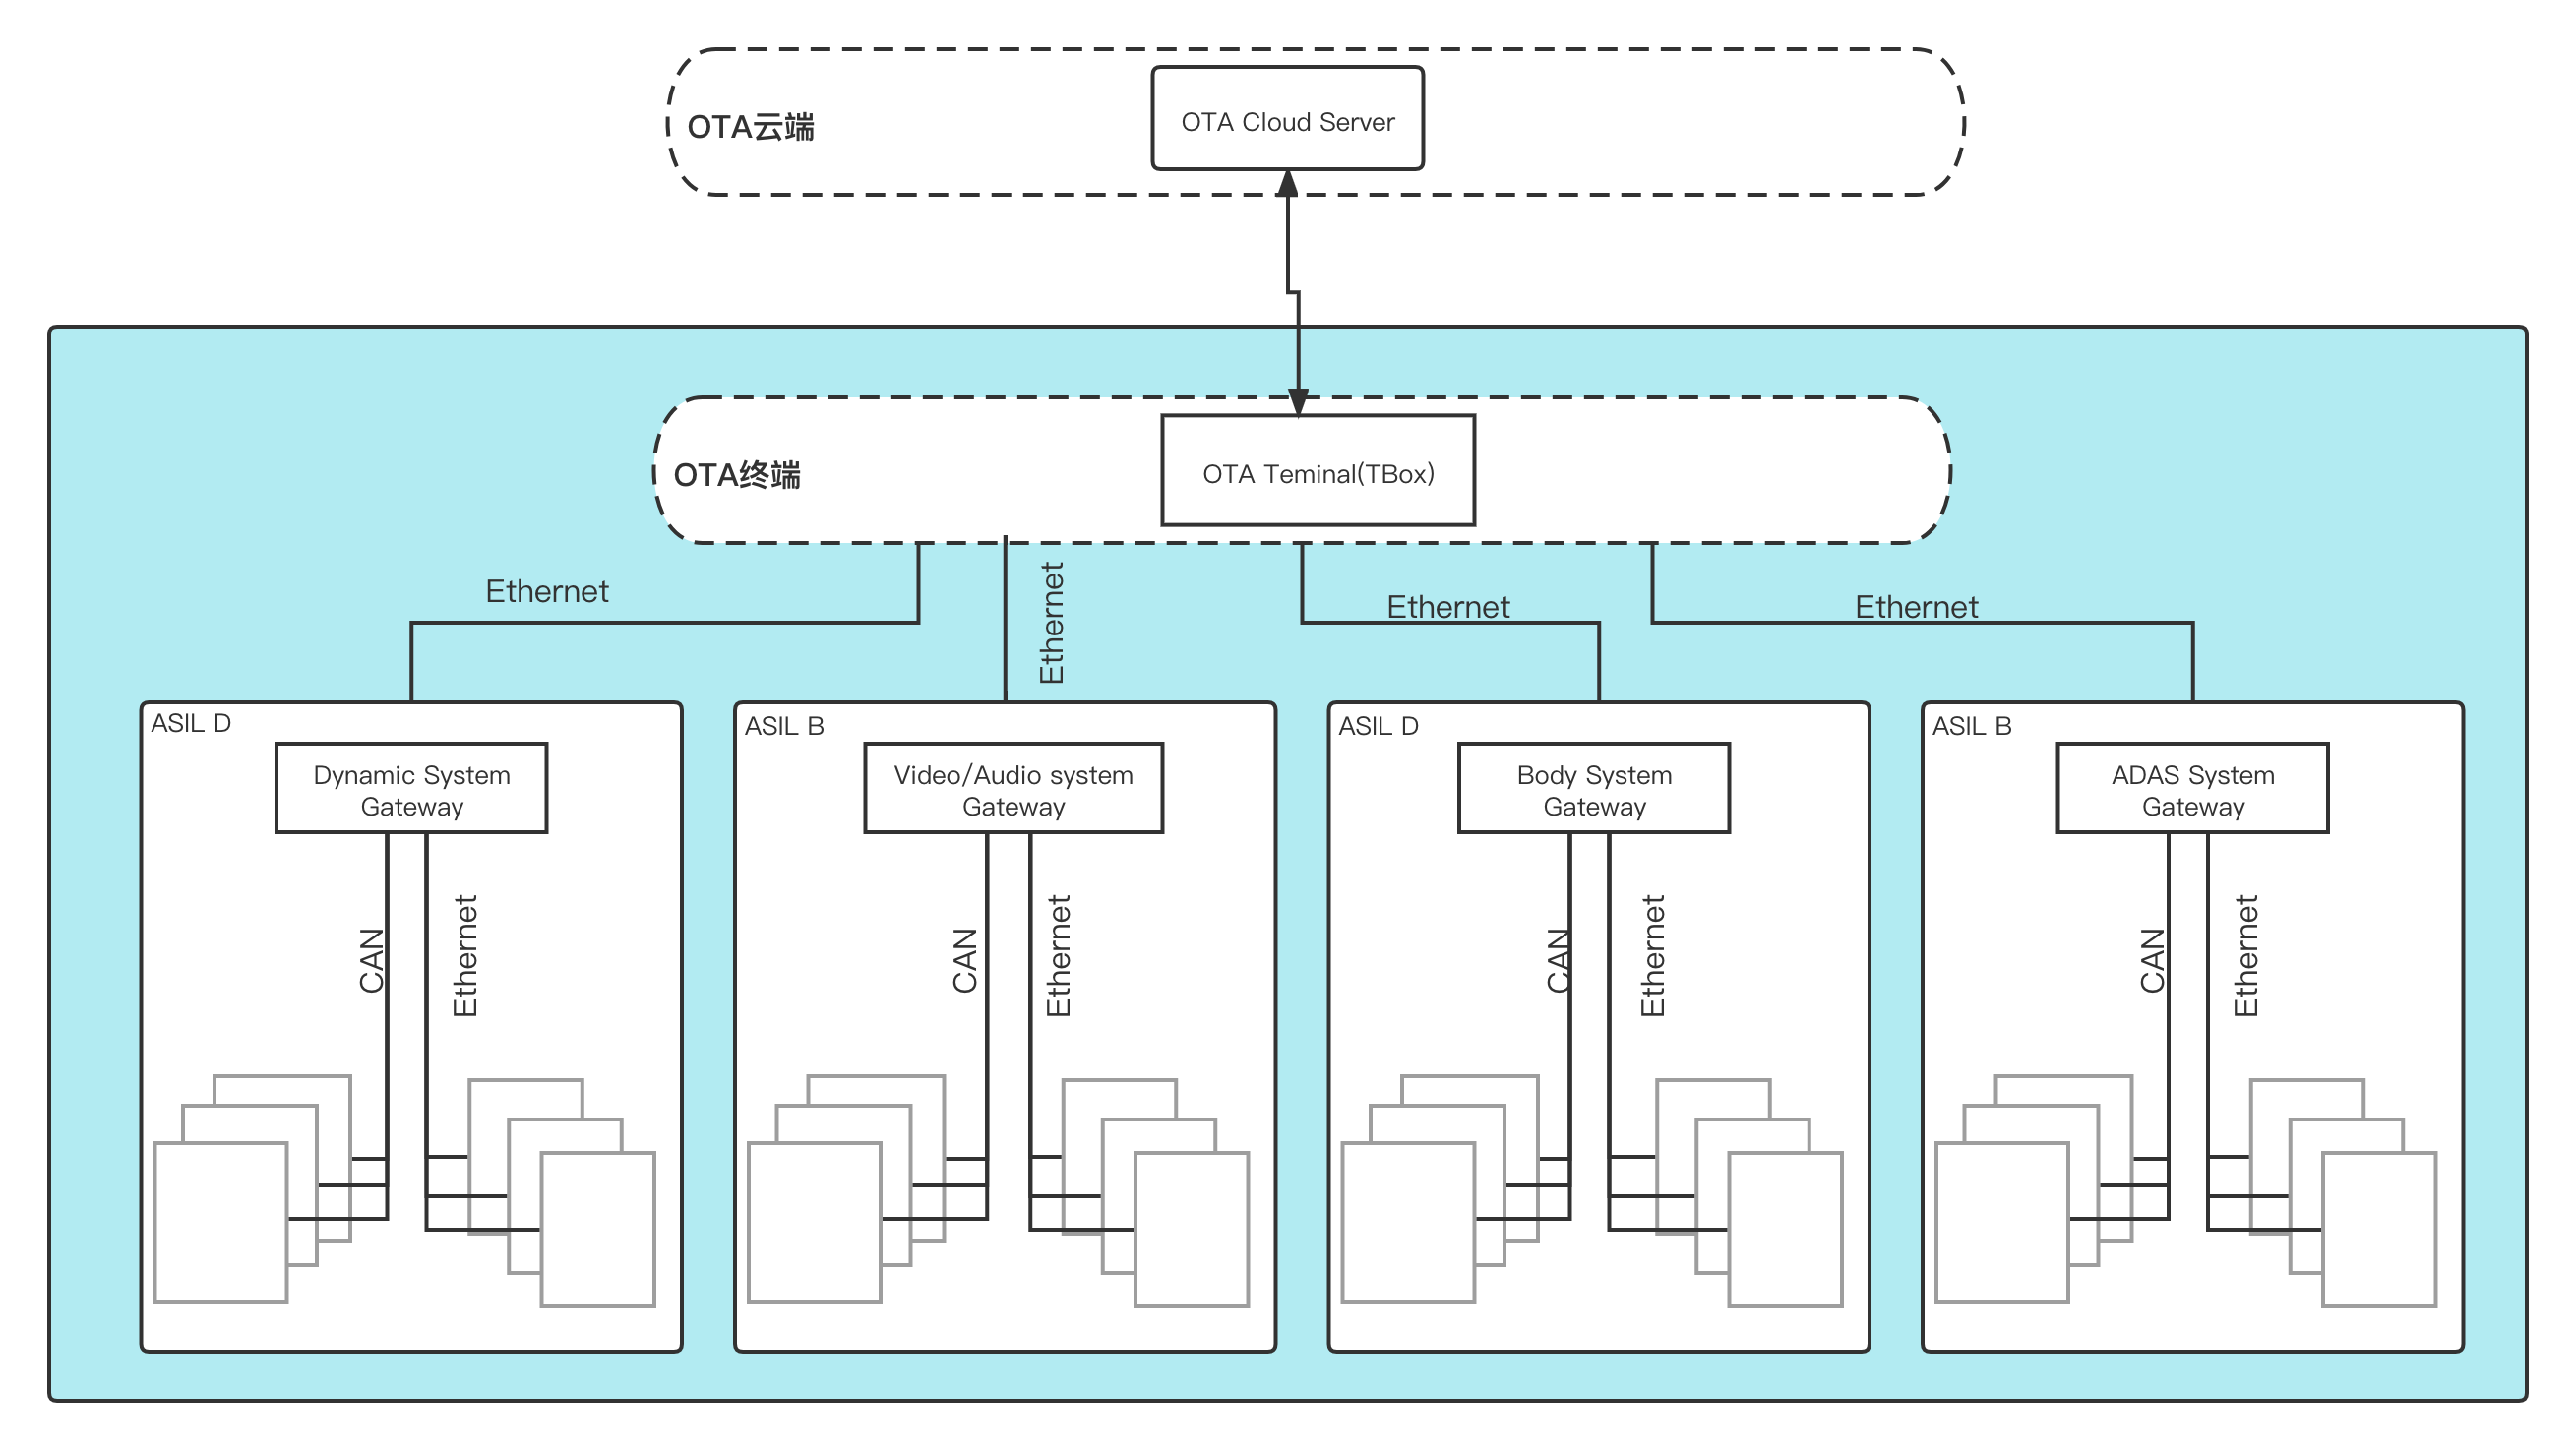 OTA云端
OTA Cloud Server
OTA终端
OTA Teminal(TBox)
Ethernet
Ethernet
Ethernet
Ethernet
ASIL D
Dynamic System
Gateway
CAN
Ethernet
ASIL B
Video/Audio system
Gateway
CAN
Ethernet
ASIL D
Body System
Gateway
CAN
Ethernet
ASIL B
ADAS System
Gateway
CAN
Ethernet